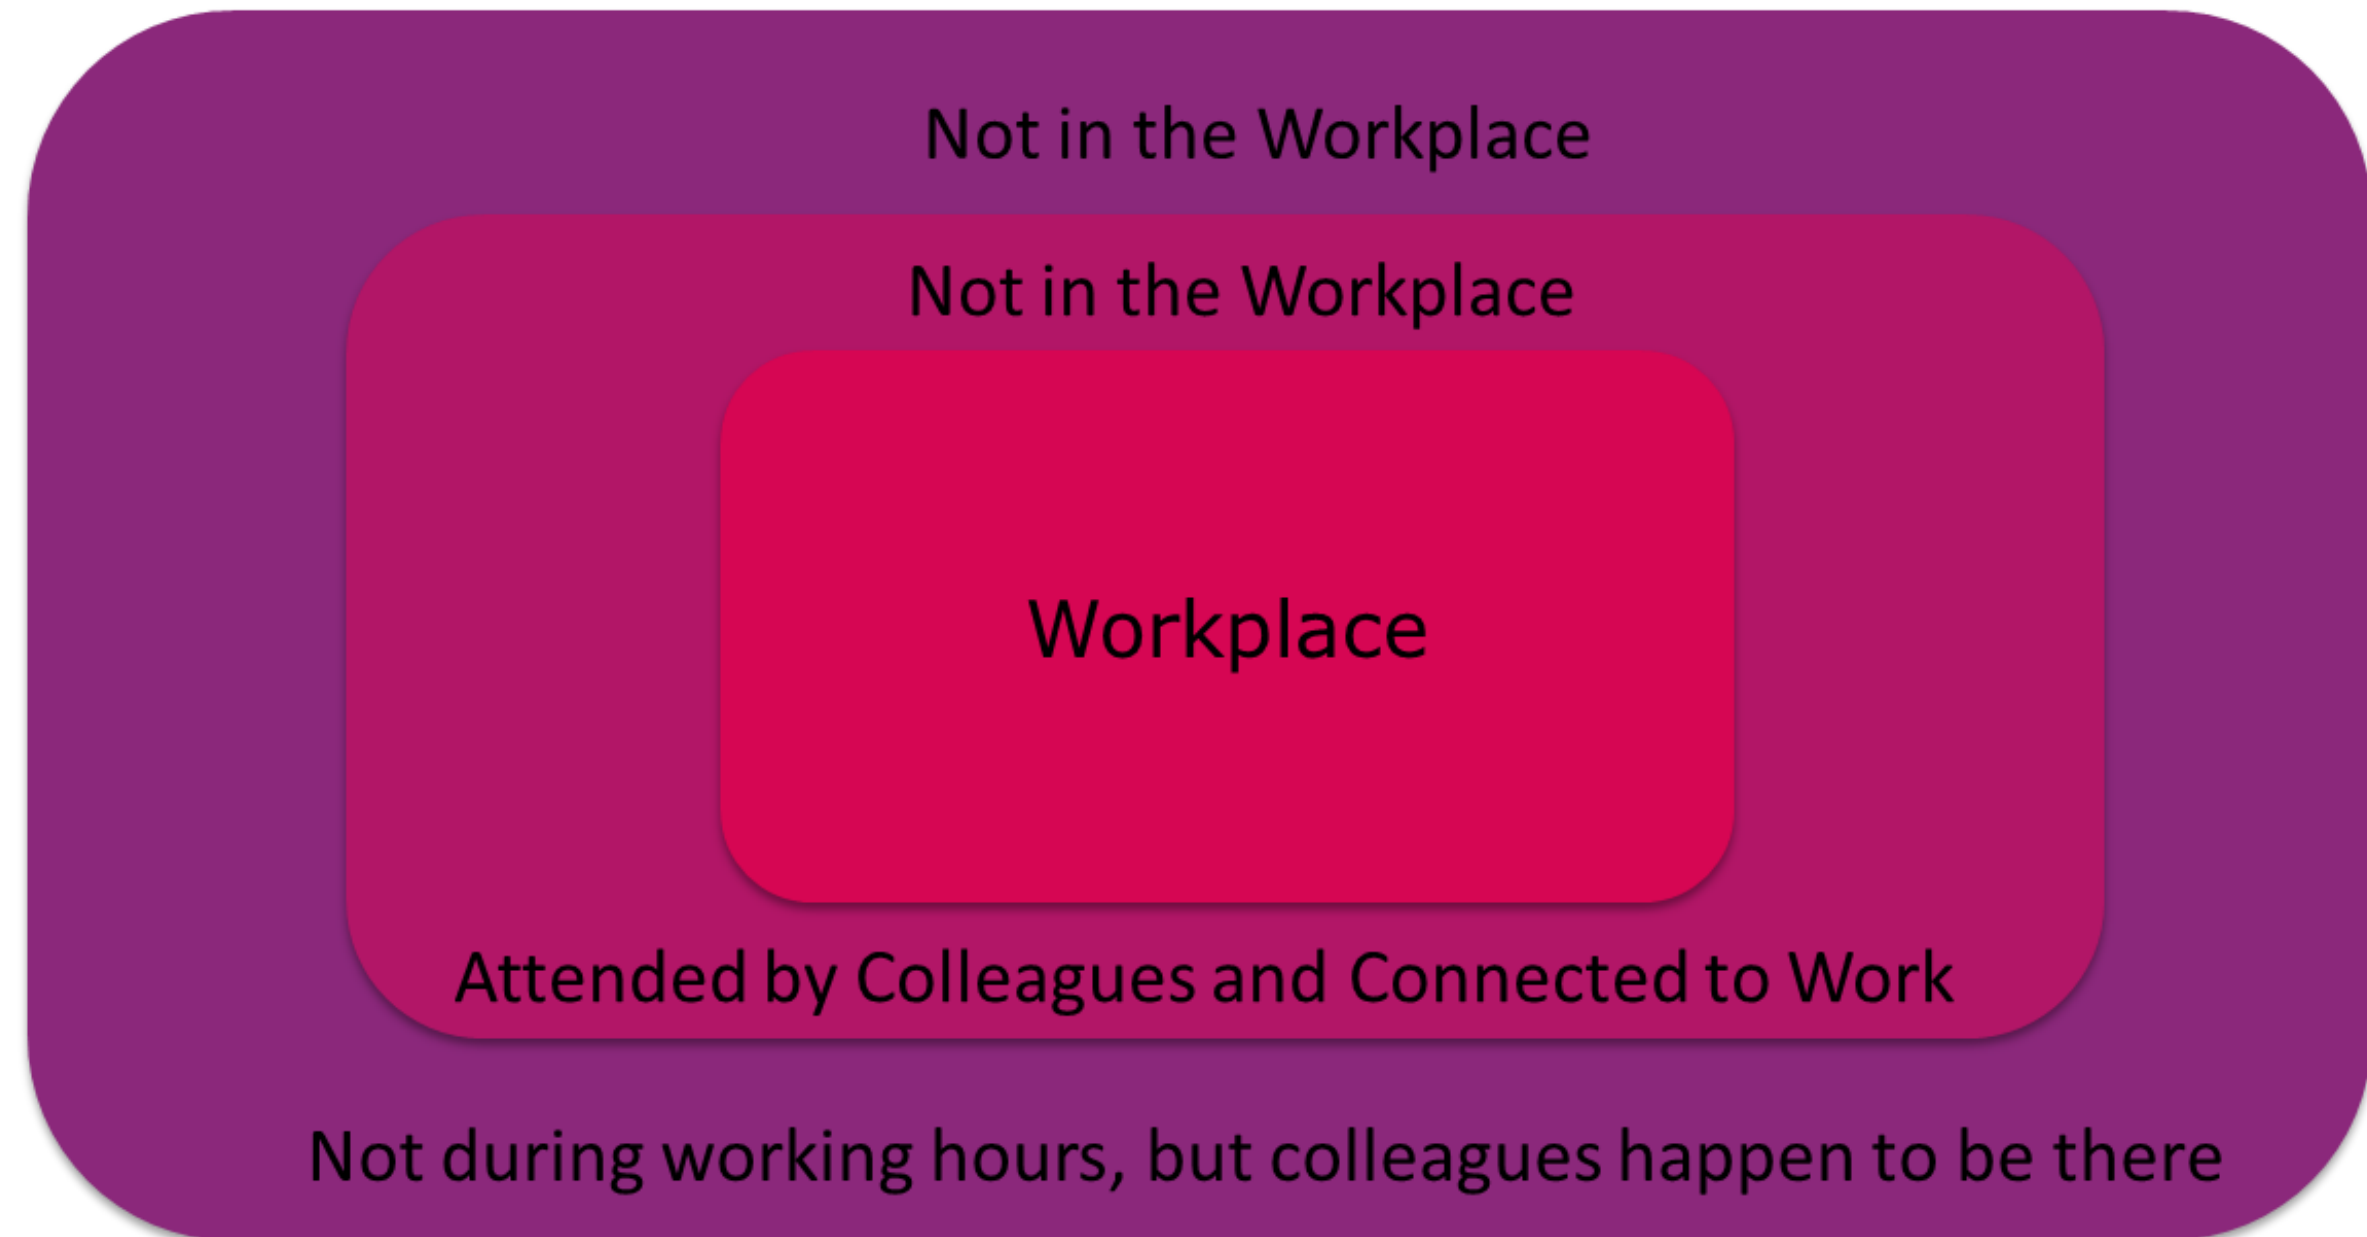 Not in the Workplace
Not in the Workplace
Workplace
Attended by Colleagues and Connected to Work
Not during working hours, but colleagues happen to be there